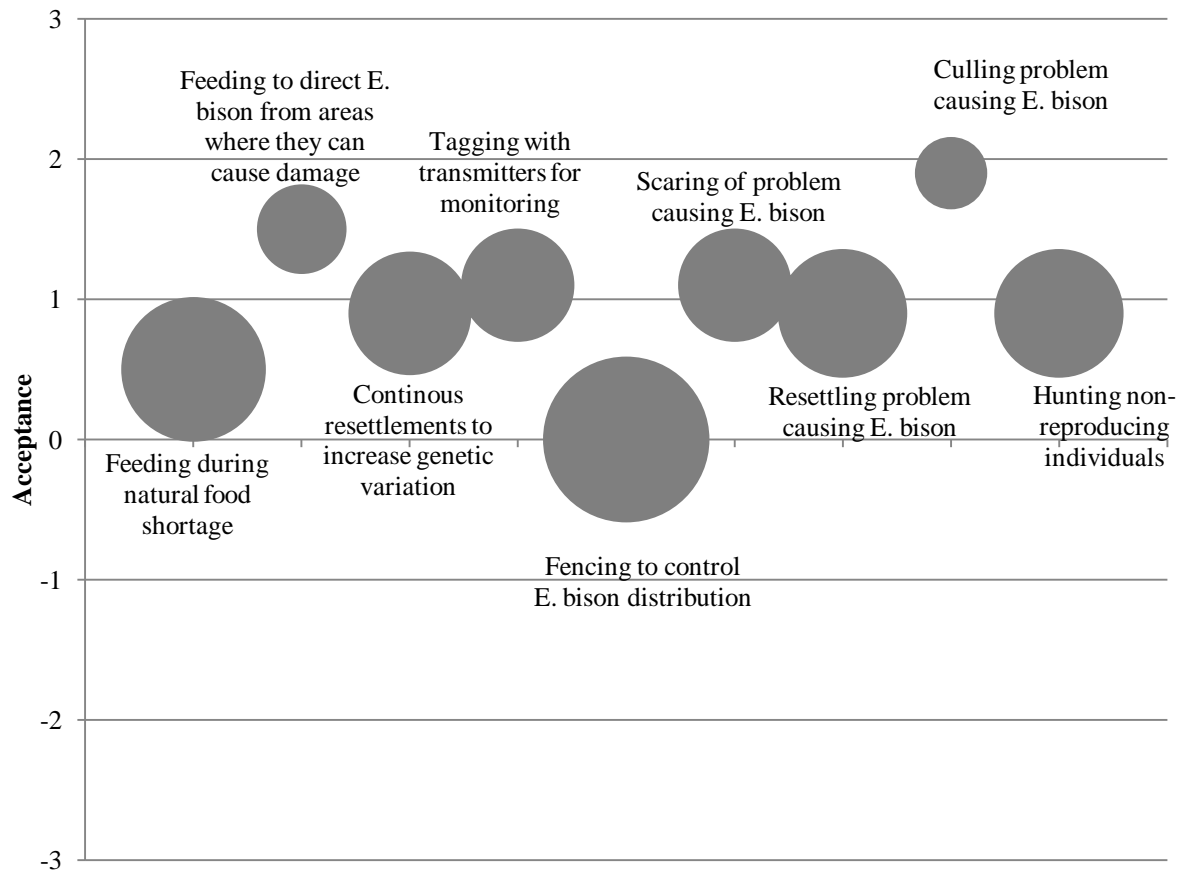 3
Feeding to direct E.
bison from areas
where they can
cause damage
Culling problem
causing E. bison
Tagging with
transmitters for
monitoring
2
Scaring of problem
causing E. bison
1
Acceptance
Continous
resettlements to
increase genetic
variation
Resettling problem
causing E. bison
Hunting non-
reproducing
individuals
0
Feeding during
natural food
shortage
Fencing to control
E. bison distribution
-1
-2
-3